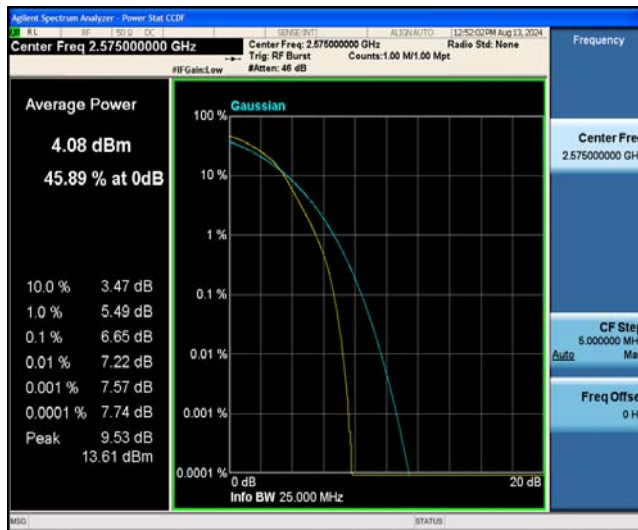 Agilent Spectrum Analyzer - Power Stat CCDF
RL RF 50 Ω DC SENSE:INT ALIGN AUTO 12:52:02 PM Aug 13, 2024
Center Freq 2.575000000 GHz
Center Freq: 2.575000000 GHz Radio Std: None
Trig: RF Burst Counts:1.00 M/1.00 Mpt
#IFGain:Low #Atten: 46 dB
Frequency
Average Power
4.08 dBm
45.89 % at 0dB
10.0 % 3.47 dB
1.0 % 5.49 dB
0.1 % 6.65 dB
0.01 % 7.22 dB
0.001 % 7.57 dB
0.0001 % 7.74 dB
Peak 9.53 dB
13.61 dBm
Gaussian
100 %
10 %
1 %
0.1 %
0.01 %
0.001 %
0.0001 %
0 dB 20 dB
Info BW 25.000 MHz
Center Fre
2.575000000 GH
CF Step
5.000000 MH
Auto Ma
Freq Offse
0 H
MSG STATUS